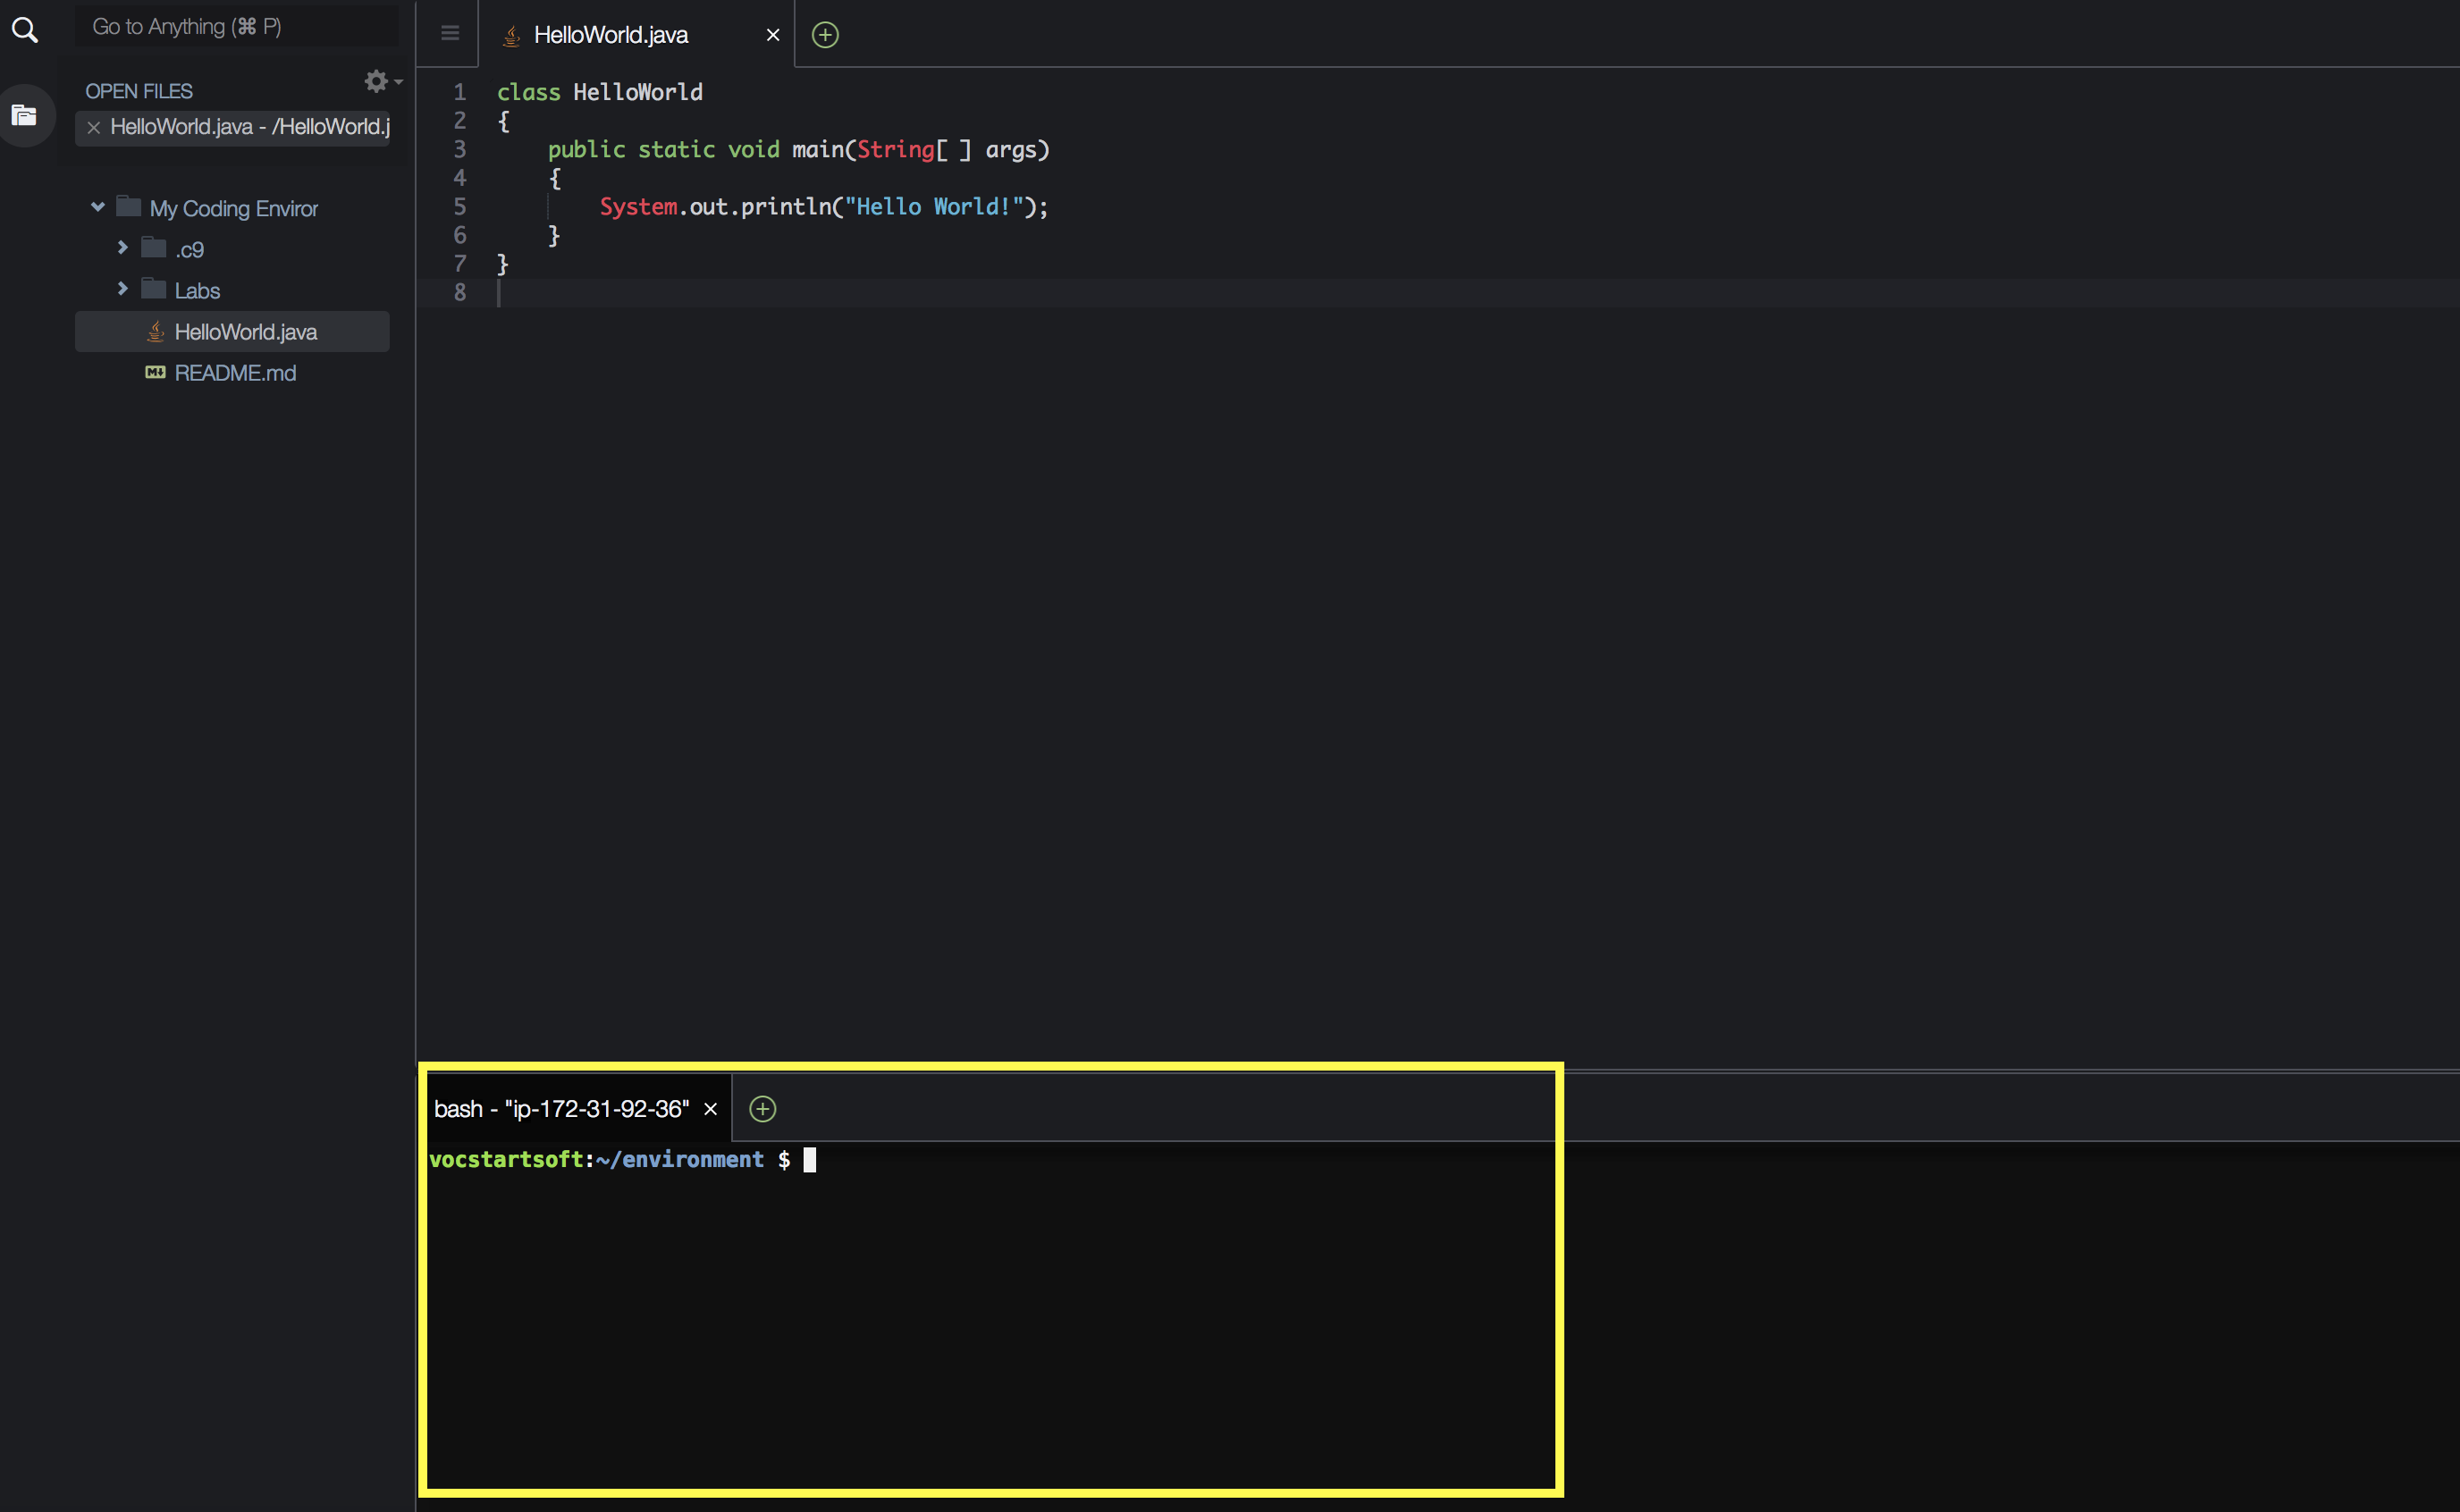 Go to Anything (⌘ P)
OPEN FILES
HelloWorld.java - /HelloWorld.j
My Coding Enviror
.c9
Labs
HelloWorld.java
README.md
HelloWorld.java
1 class HelloWorld
2 {
3     public static void main(String[ ] args)
4     {
5         System.out.println("Hello World!");
6     }
7 }
8
bash - "ip-172-31-92-36"
vocstartsoft:~/environment $